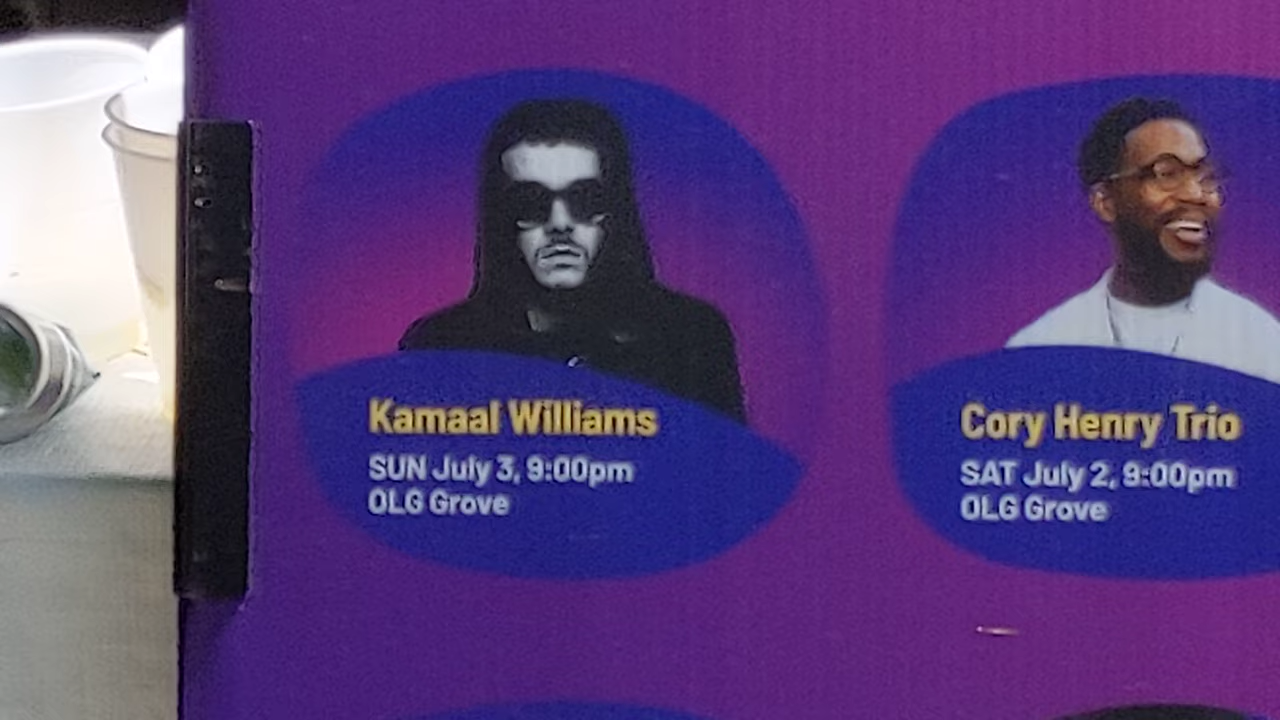 Kamaal Williams
SUN July 3, 9:00pm
OLG Grove
Cory Henry Trio
SAT July 2, 9:00pm
OLG Grove